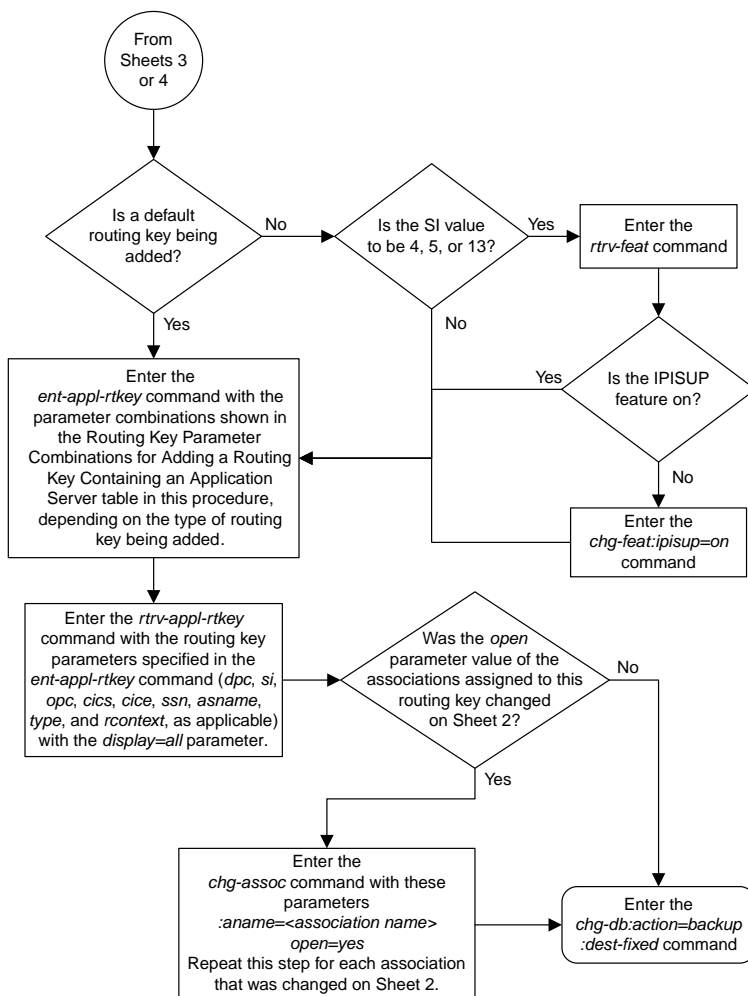 From
Sheets 3
or 4
Is a default
routing key being
added?
No
Is the SI value
to be 4, 5, or 13?
Yes
Enter the
rtrv-feat command
Yes
No
Enter the
ent-appl-rtkey
command with the
parameter combinations shown in
the Routing Key Parameter
Combinations for Adding a Routing
Key Containing an Application
Server table in this procedure,
depending on the type of routing
key being added.
Yes
Is the IPISUP
feature on?
No
Enter the
chg-feat:ipisup=on
command
Enter the rtrv-appl-rtkey
command with the routing key
parameters specified in the
ent-appl-rtkey command (dpc, si,
opc, cics, cice, ssn, asname,
type, and rcontext, as applicable)
with the display=all parameter.
Was the open
parameter value of the
associations assigned to this
routing key changed
on Sheet 2?
No
Yes
Enter the
chg-assoc command with these
parameters
:aname=<association name>
open=yes
Repeat this step for each association
that was changed on Sheet 2.
Enter the
chg-db:action=backup
:dest-fixed command